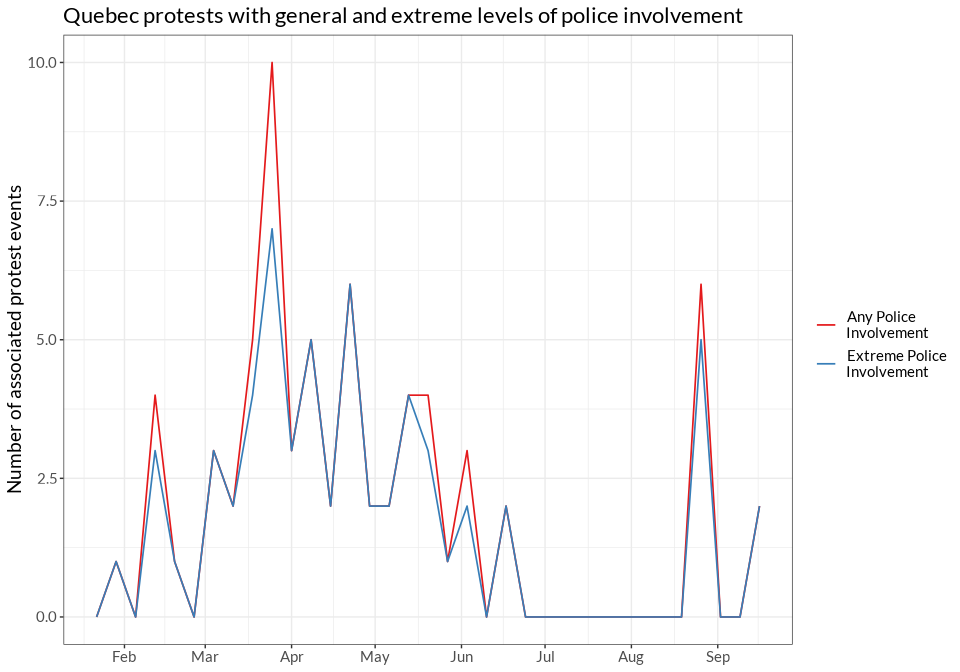 Quebec protests with general and extreme levels of police involvement
Number of associated protest events
10.0
7.5
5.0
2.5
0.0
Feb
Mar
Apr
May
Jun
Jul
Aug
Sep
Any Police
Involvement
Extreme Police
Involvement